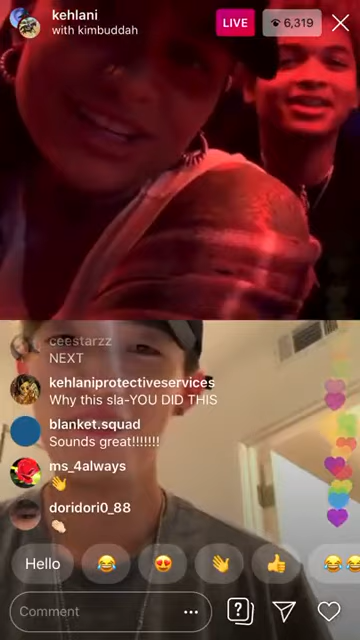 kehlani
with kimbuddah
LIVE
6,319
ceestarzz
NEXT
kehlaniprotectiveservices
Why this sla-YOU DID THIS
blanket.squad
Sounds great!!!!!!!
ms_4always
👋
doridori0_88
👏🏻
Hello 😂 😍 👋 👍 😂😂
Comment